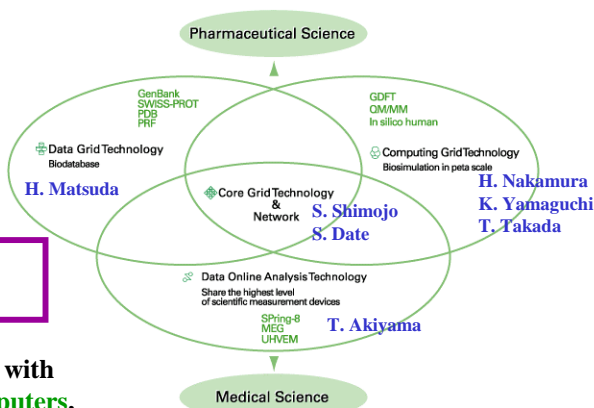 Pharmaceutical Science
GenBank
SWISS-PROT
PDB
PRF
GDFT
QM/MM
In silico human
Data Grid Technology
Biodatabase
H. Matsuda
Computing Grid Technology
Biosimulation in peta scale
H. Nakamura
K. Yamaguchi
T. Takada
Core Grid Technology
&
Network
S. Shimojo
S. Date
Data Online Analysis Technology
Share the highest level
of scientific measurement devices
SPring-8
MEG
UHVEM
T. Akiyama
with
puters.
Medical Science